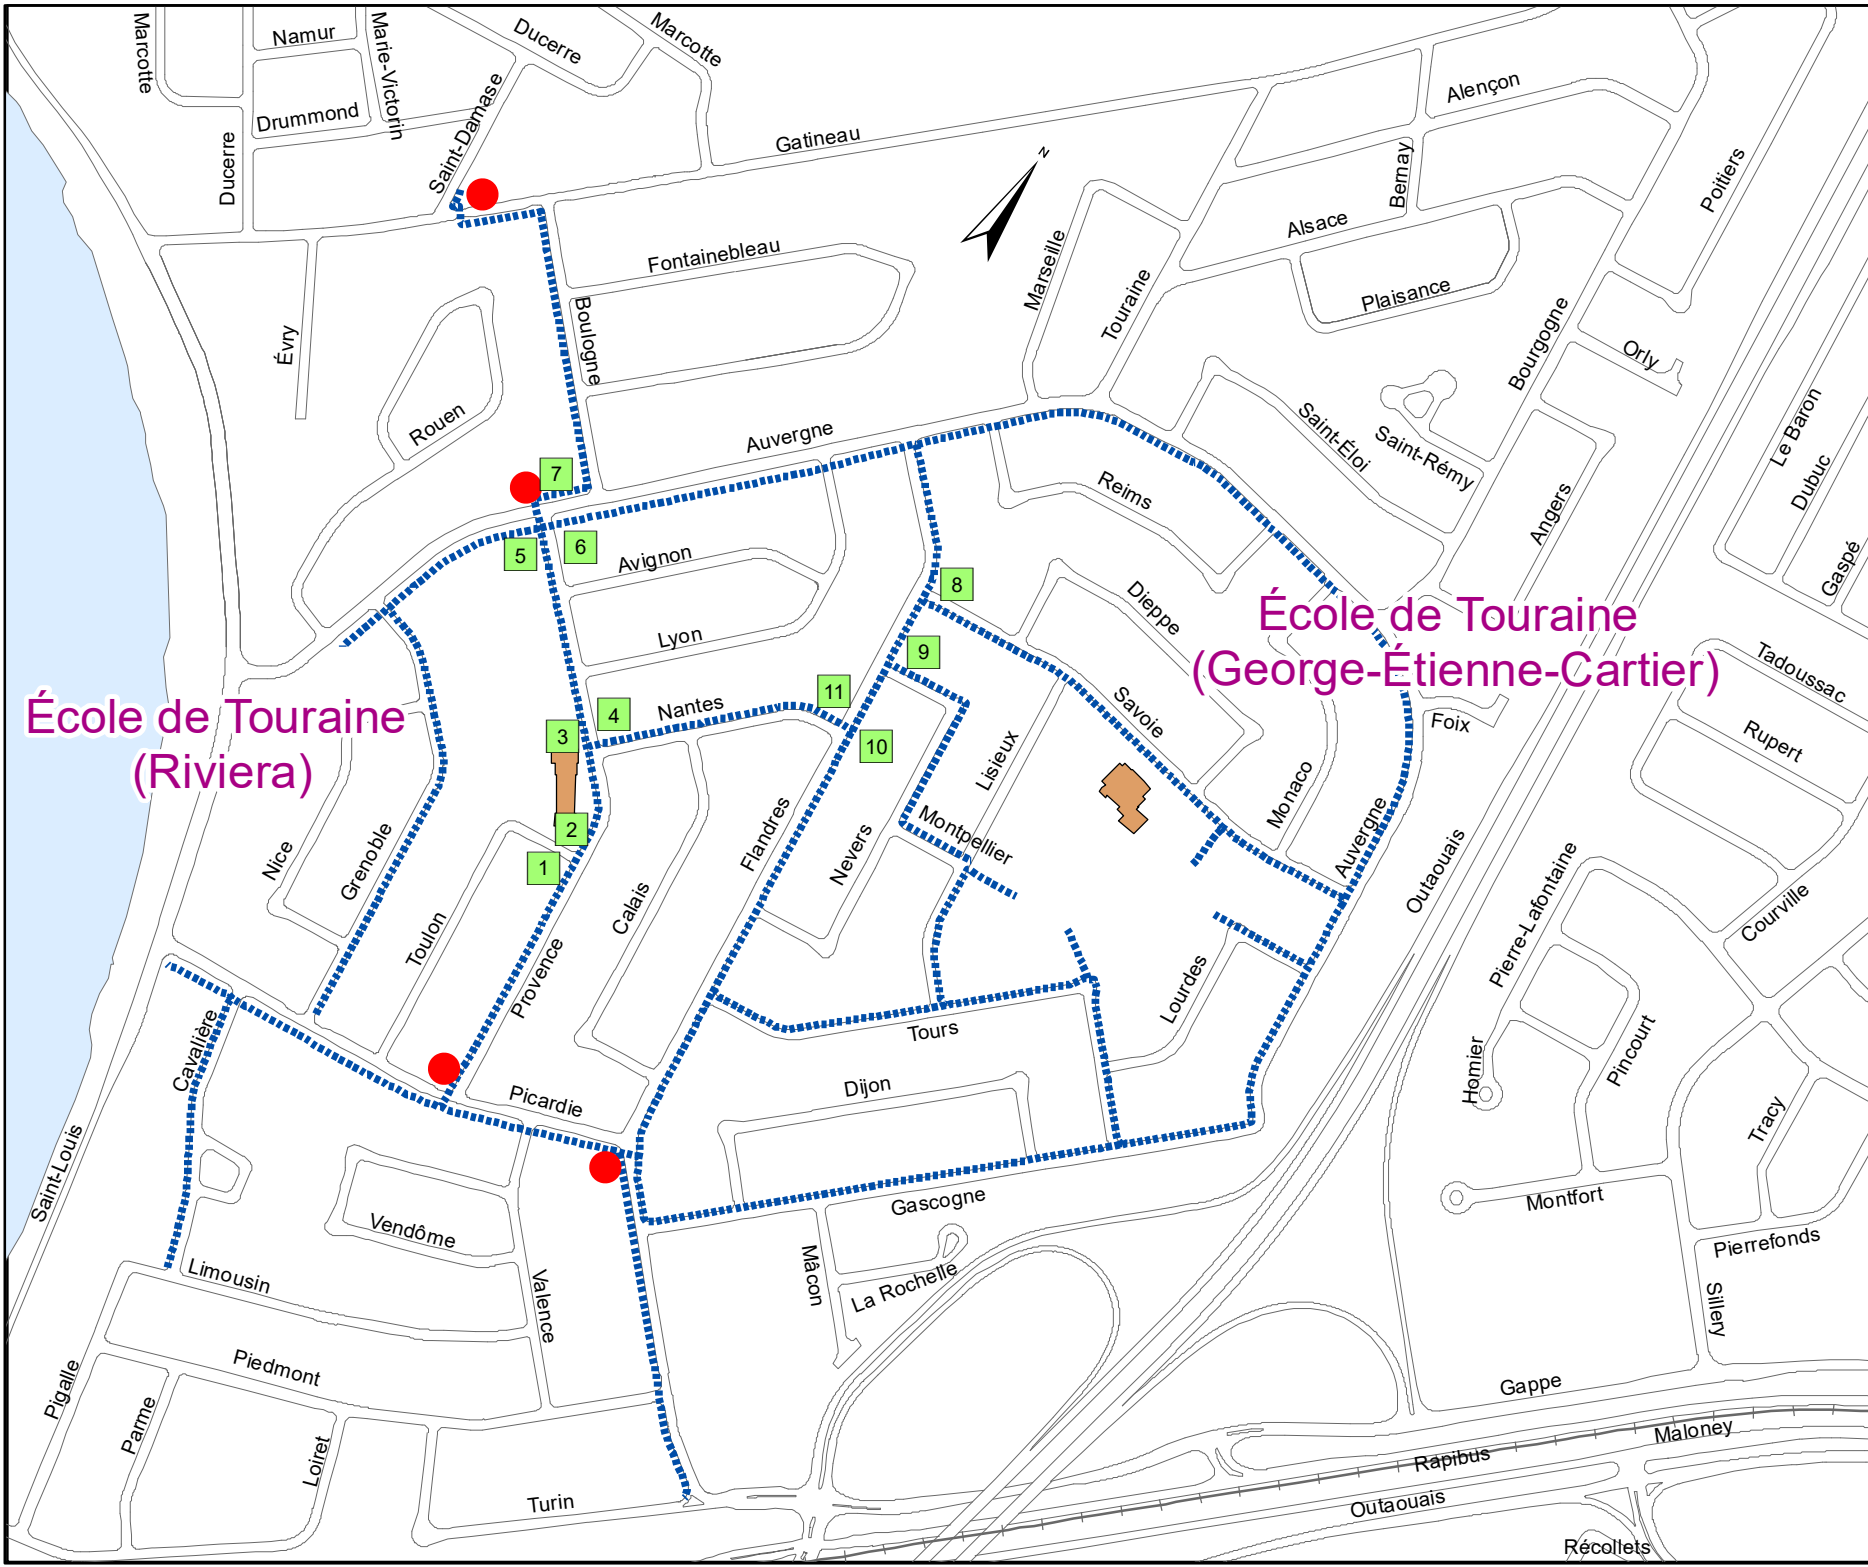 Marcotte
Namur
Marie-Victorin
Ducerre
Marcotte
Drummond
Saint-Damase
Ducerre
Gatineau
N
Alençon
Bernay
Poitiers
Alsace
Plaisance
Fontainebleau
Marseille
Touraine
Boulogne
Évry
Bourgogne
Orly
Rouen
Auvergne
Saint-Éloi
Saint-Rémy
Le Baron
Dubuc
Gaspé
Angers
Reims
7
5
6
Avignon
Lyon
8
Dieppe
École de Touraine
(George-Étienne-Cartier)
9
Tadoussac
Rupert
École de Touraine
(Riviera)
11
Nantes
4
3
10
Savoie
Foix
Lisieux
Monaco
Auvergne
Outaouais
Montpellier
Flandres
Nevers
2
1
Nice
Grenoble
Toulon
Calais
Provence
Pierre-Lafontaine
Courville
Lourdes
Tours
Cavalière
Picardie
Dijon
Homier
Pincourt
Tracy
Saint-Louis
Vendôme
Gascogne
Montfort
Pierrefonds
Limousin
Valence
Mâcon
La Rochelle
Sillery
Piedmont
Pigalle
Parme
Loiret
Turin
Gappe
Maloney
Rapibus
Outaouais
Récollets